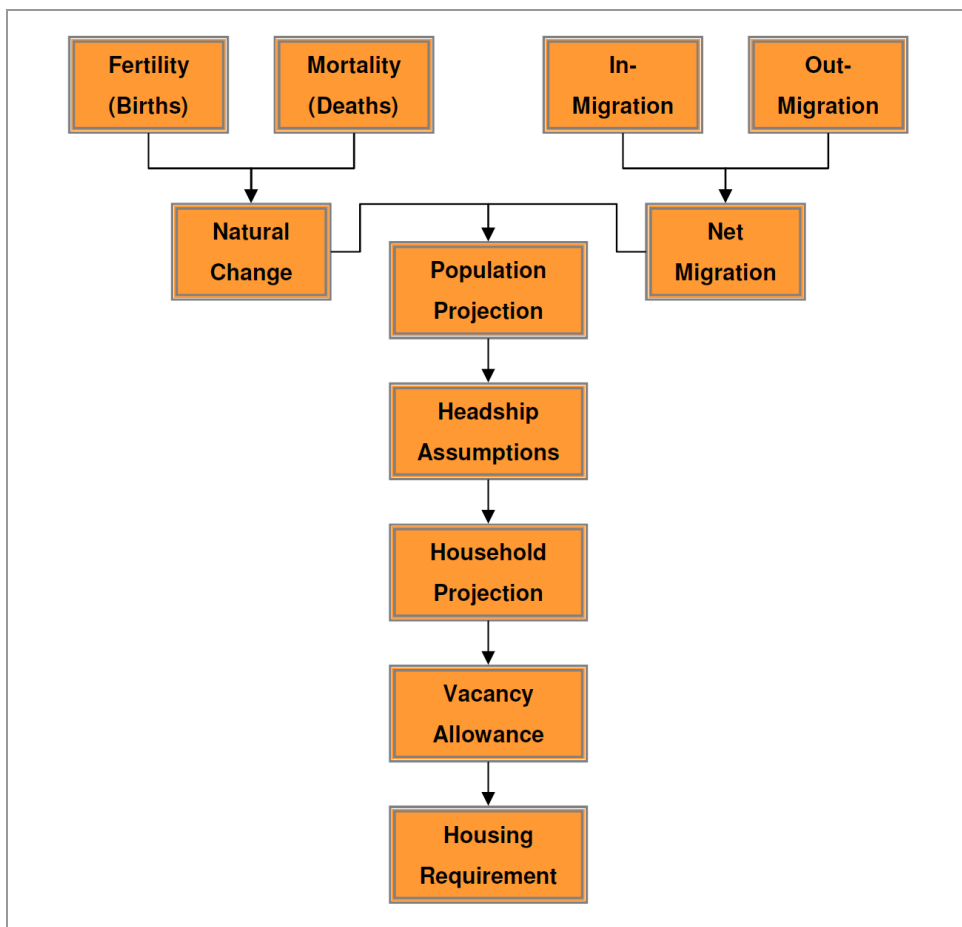 Fertility
(Births)
Mortality
(Deaths)
In-
Migration
Out-
Migration
Natural
Change
Net
Migration
Population
Projection
Headship
Assumptions
Household
Projection
Vacancy
Allowance
Housing
Requirement